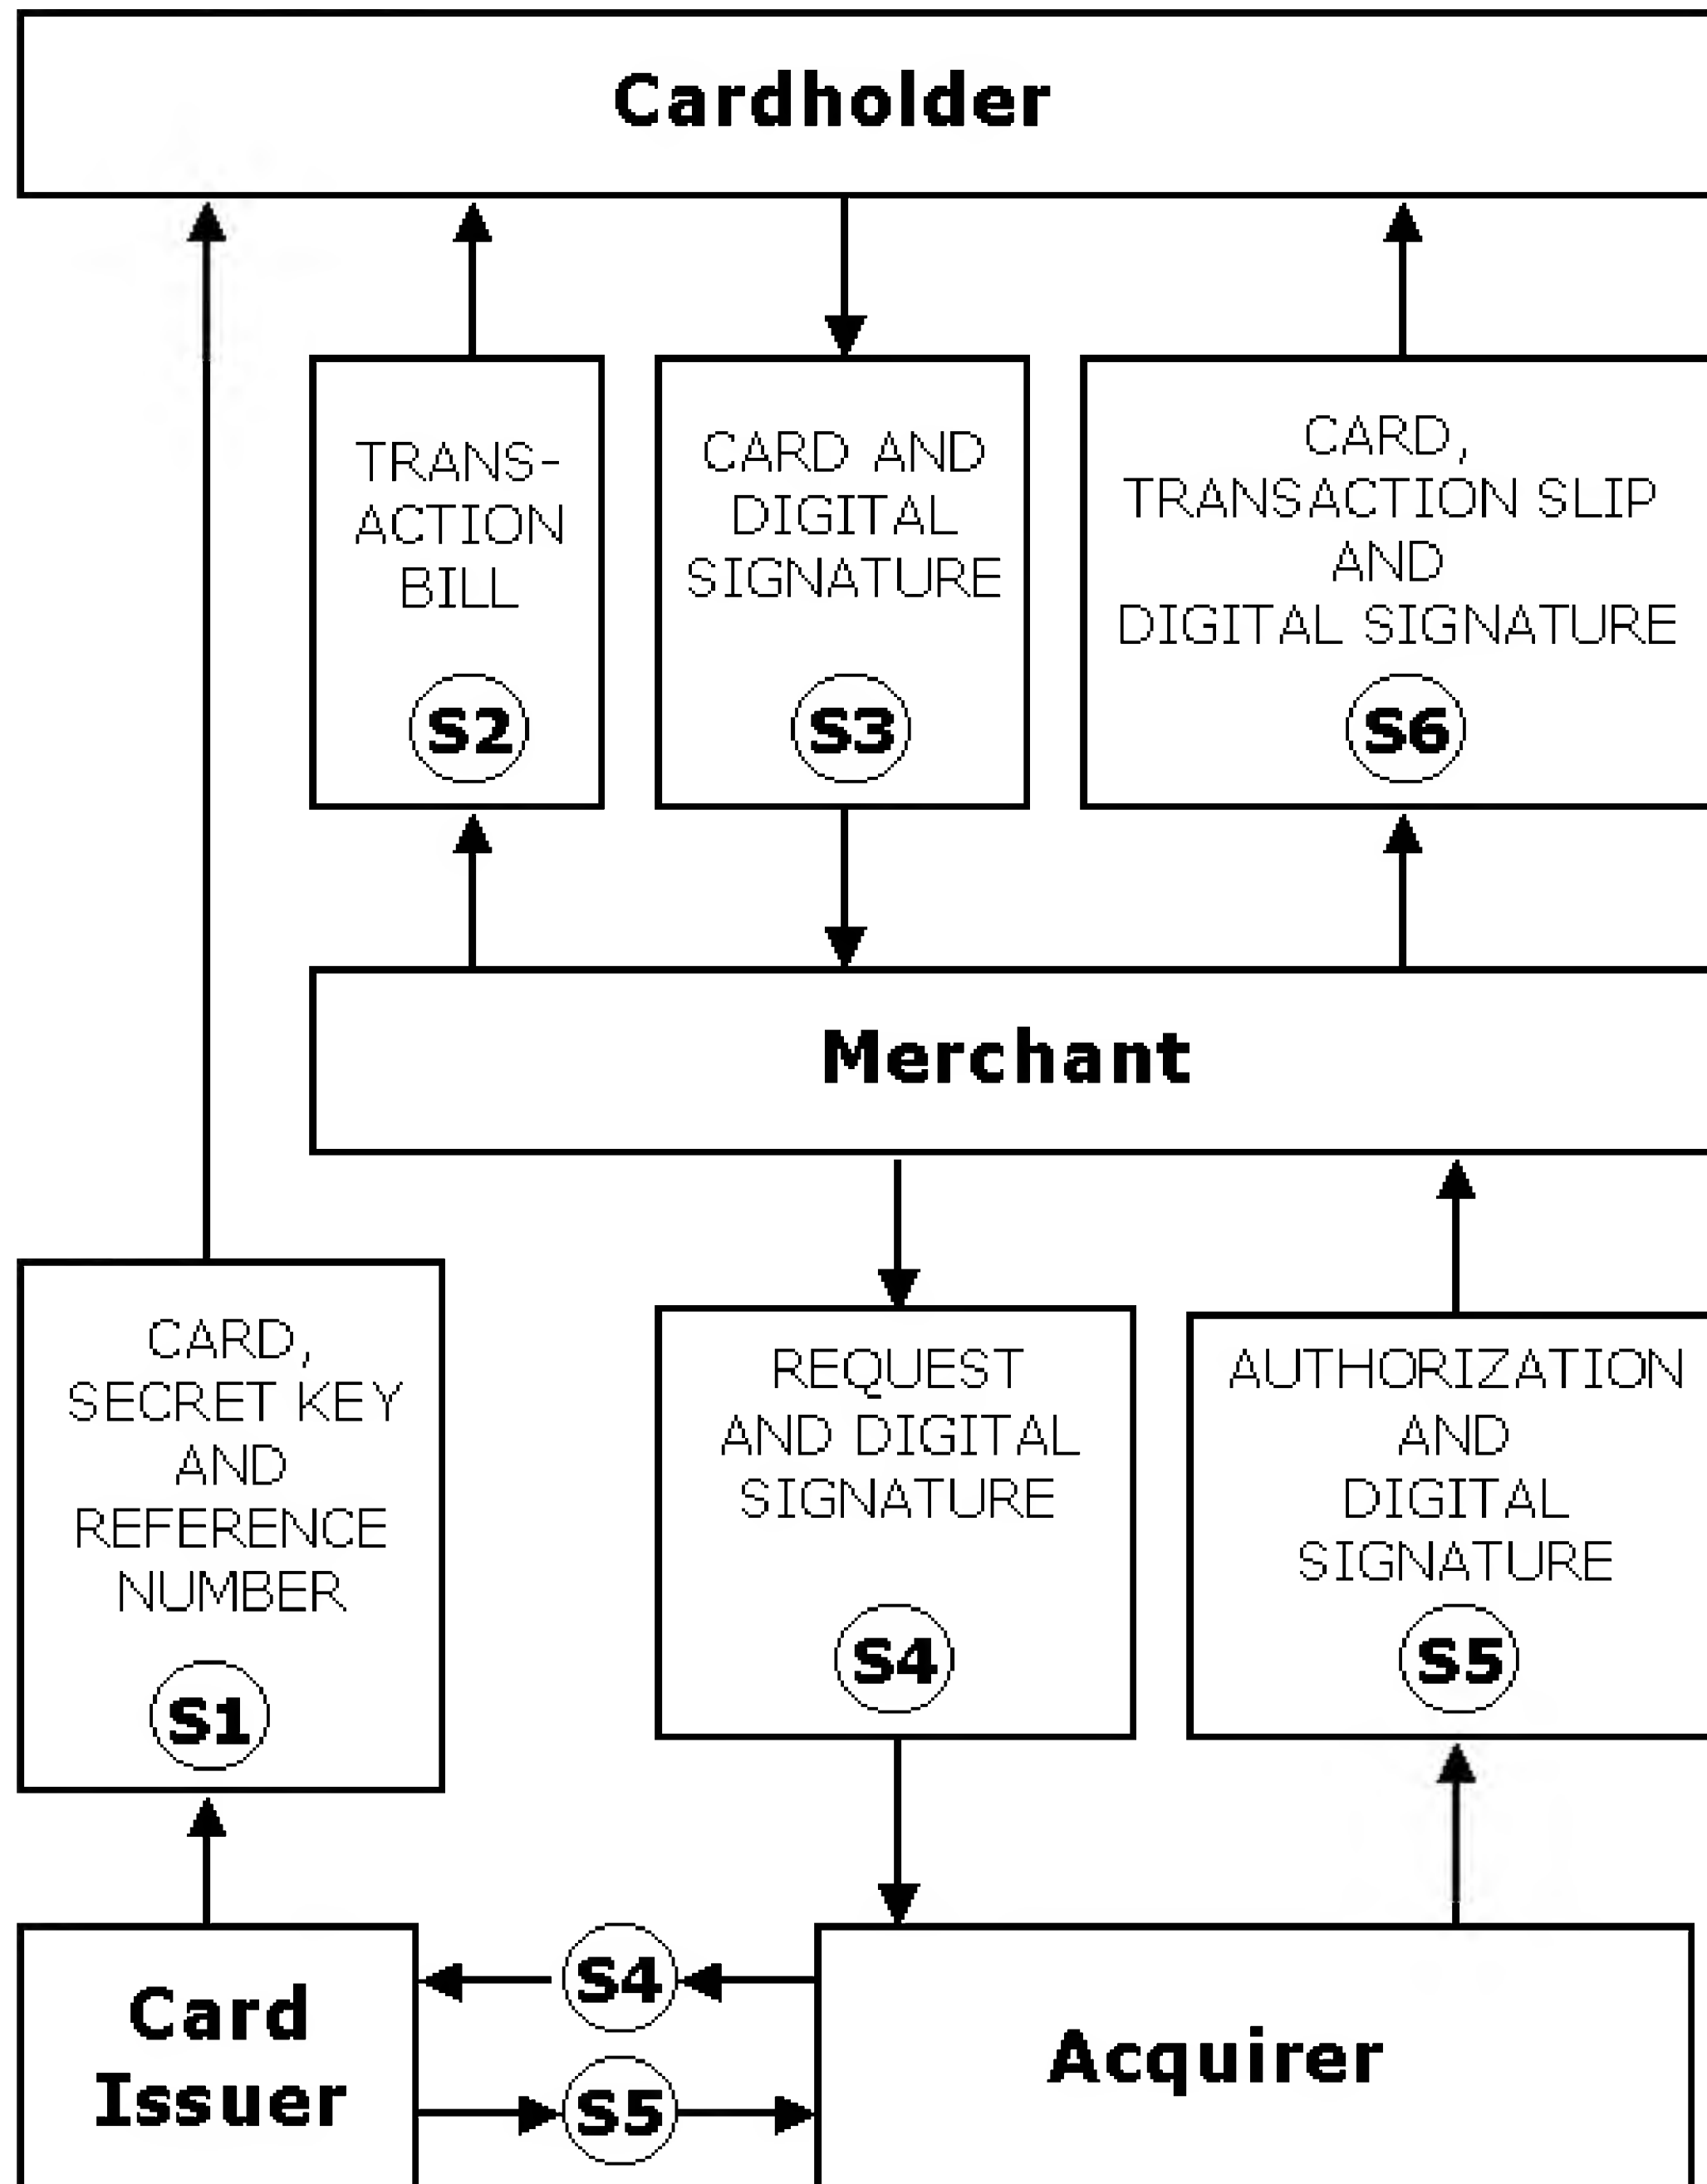 Cardholder
TRANS-
ACTION
BILL
S2
CARD AND
DIGITAL
SIGNATURE
S3
CARD,
TRANSACTION SLIP
AND
DIGITAL SIGNATURE
S6
Merchant
CARD,
SECRET KEY
AND
REFERENCE
NUMBER
S1
REQUEST
AND DIGITAL
SIGNATURE
S4
AUTHORIZATION
AND
DIGITAL
SIGNATURE
S5
Card
Issuer
S4
S5
Acquirer